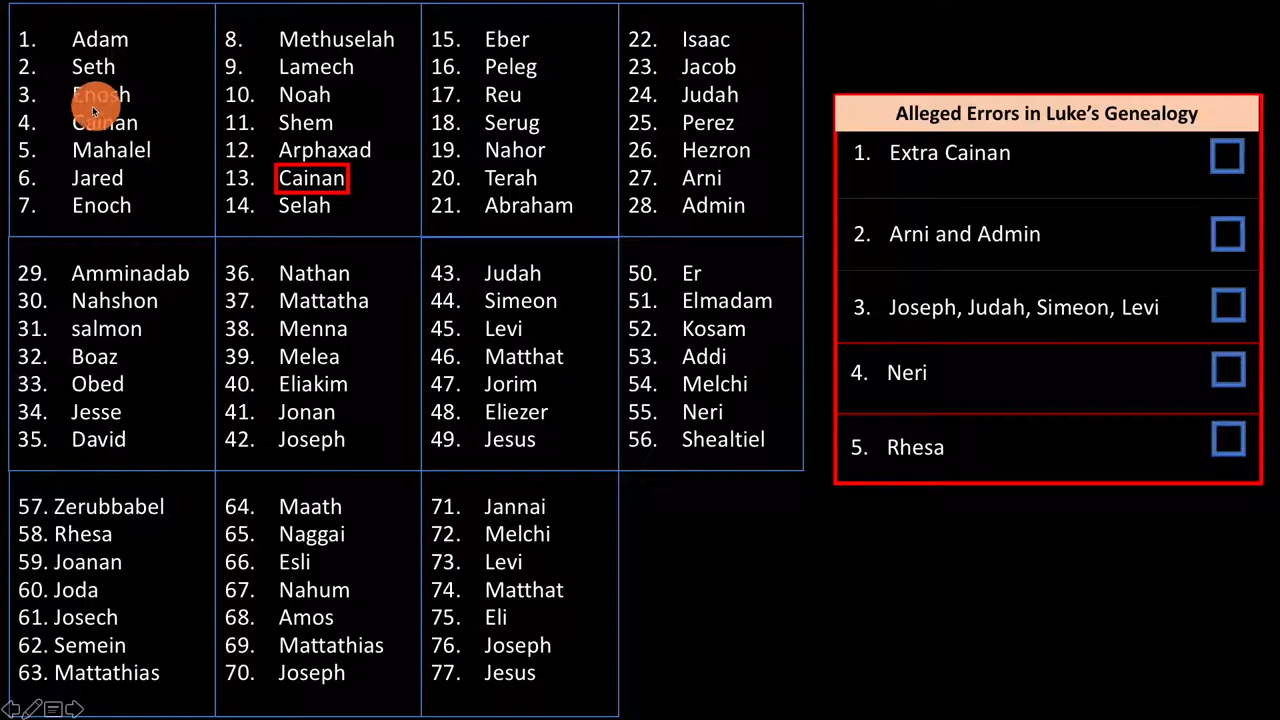 1. Adam
2. Seth
3. Enosh
4. Cainan
5. Mahalel
6. Jared
7. Enoch
8. Methuselah
9. Lamech
10. Noah
11. Shem
12. Arphaxad
13. Cainan
14. Selah
15. Eber
16. Peleg
17. Reu
18. Serug
19. Nahor
20. Terah
21. Abraham
22. Isaac
23. Jacob
24. Judah
25. Perez
26. Hezron
27. Arni
28. Admin
29. Amminadab
30. Nahshon
31. salmon
32. Boaz
33. Obed
34. Jesse
35. David
36. Nathan
37. Mattatha
38. Menna
39. Melea
40. Eliakim
41. Jonan
42. Joseph
43. Judah
44. Simeon
45. Levi
46. Matthat
47. Jorim
48. Eliezer
49. Jesus
50. Er
51. Elmadam
52. Kosam
53. Addi
54. Melchi
55. Neri
56. Shealtiel
57. Zerubbabel
58. Rhesa
59. Joanan
60. Joda
61. Josech
62. Semein
63. Mattathias
64. Maath
65. Naggai
66. Esli
67. Nahum
68. Amos
69. Mattathias
70. Joseph
71. Jannai
72. Melchi
73. Levi
74. Matthat
75. Eli
76. Joseph
77. Jesus
Alleged Errors in Luke's Genealogy
1. Extra Cainan
2. Arni and Admin
3. Joseph, Judah, Simeon, Levi
4. Neri
5. Rhesa